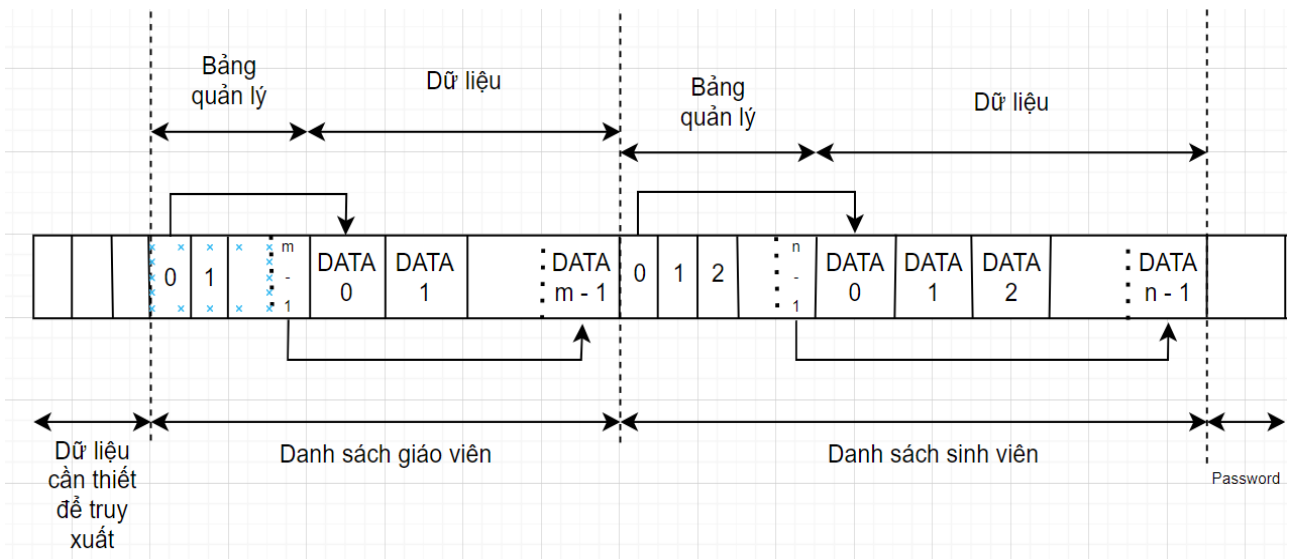 Bảng
quản lý
Dữ liệu
Bảng
quản lý
Dữ liệu
0
1
m
-
1
DATA
0
DATA
1
DATA
m - 1
0
1
2
n
-
1
DATA
0
DATA
1
DATA
2
DATA
n - 1
Dữ liệu
cần thiết
để truy
xuất
Danh sách giáo viên
Danh sách sinh viên
Password